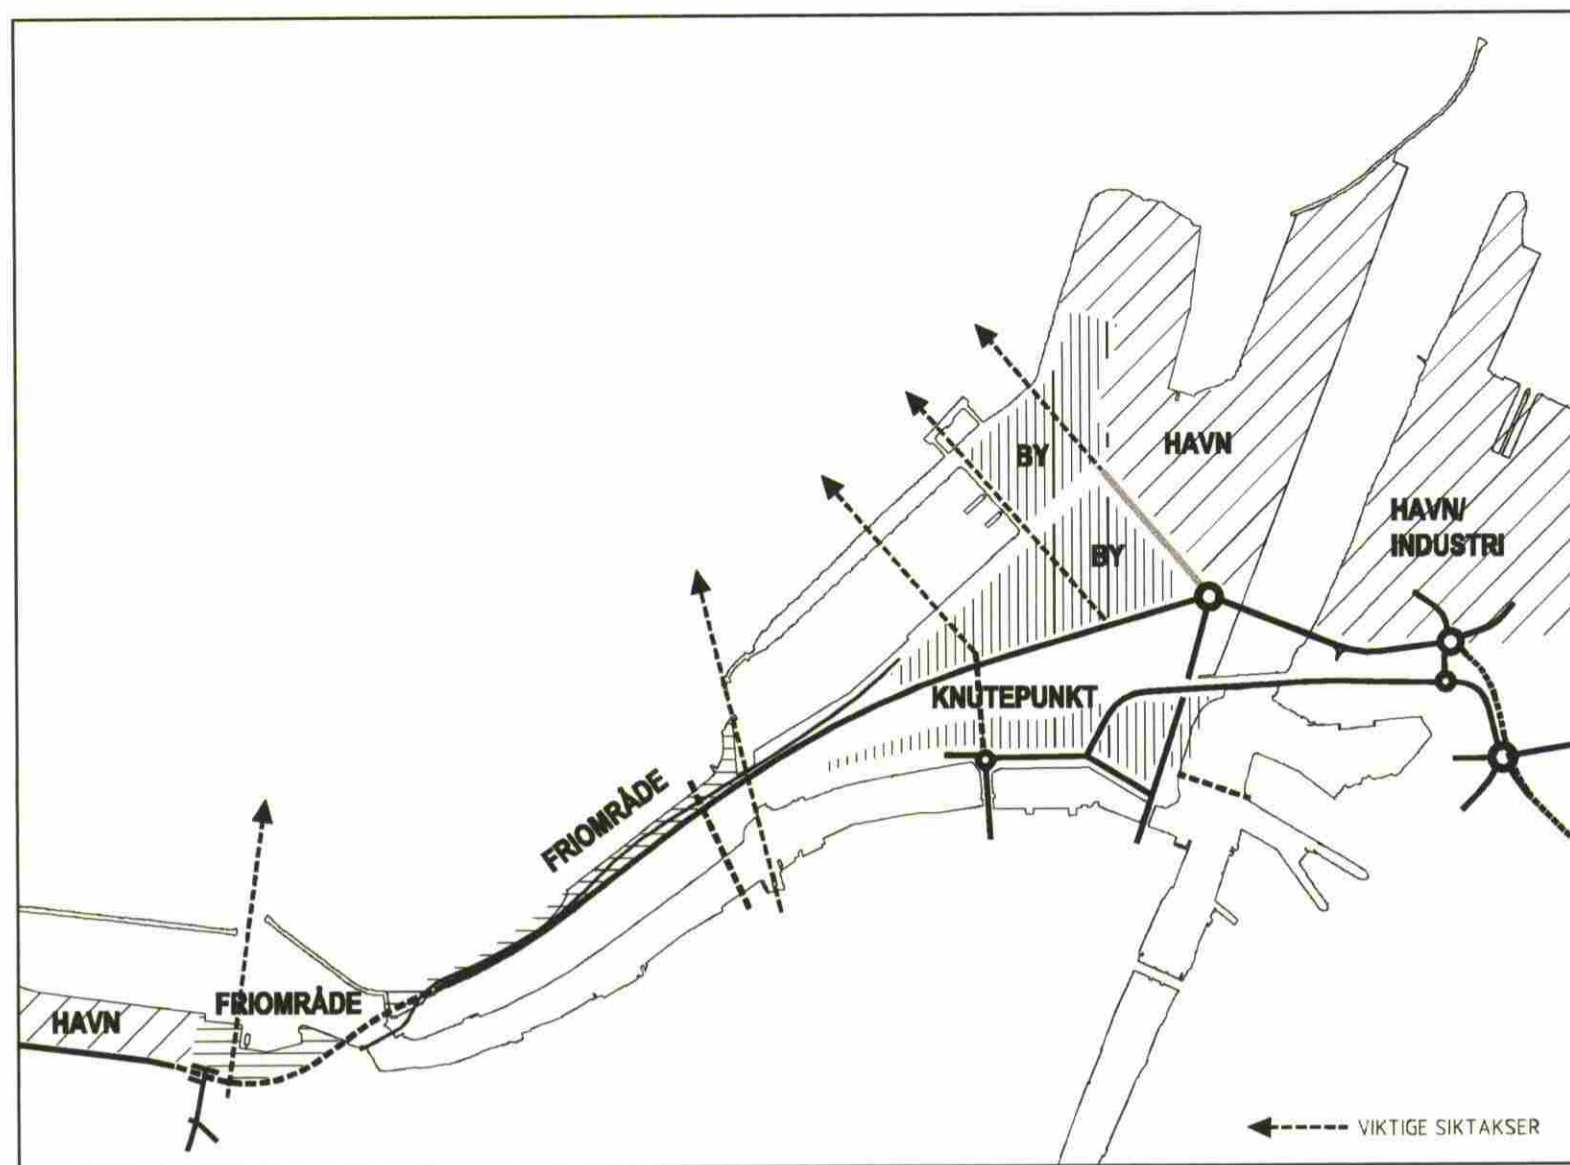 BY
HAVN
BY
HAVN/
INDUSTRI
KNUTEPUNKT
FRIOMRÅDE
FRIOMRÅDE
HAVN
VIKTIGE SIKTAKSER